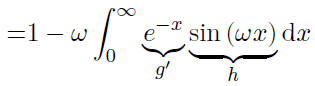 =1 − ω ∫₀^∞ e^{−x} sin (ωx) dx
g′ h